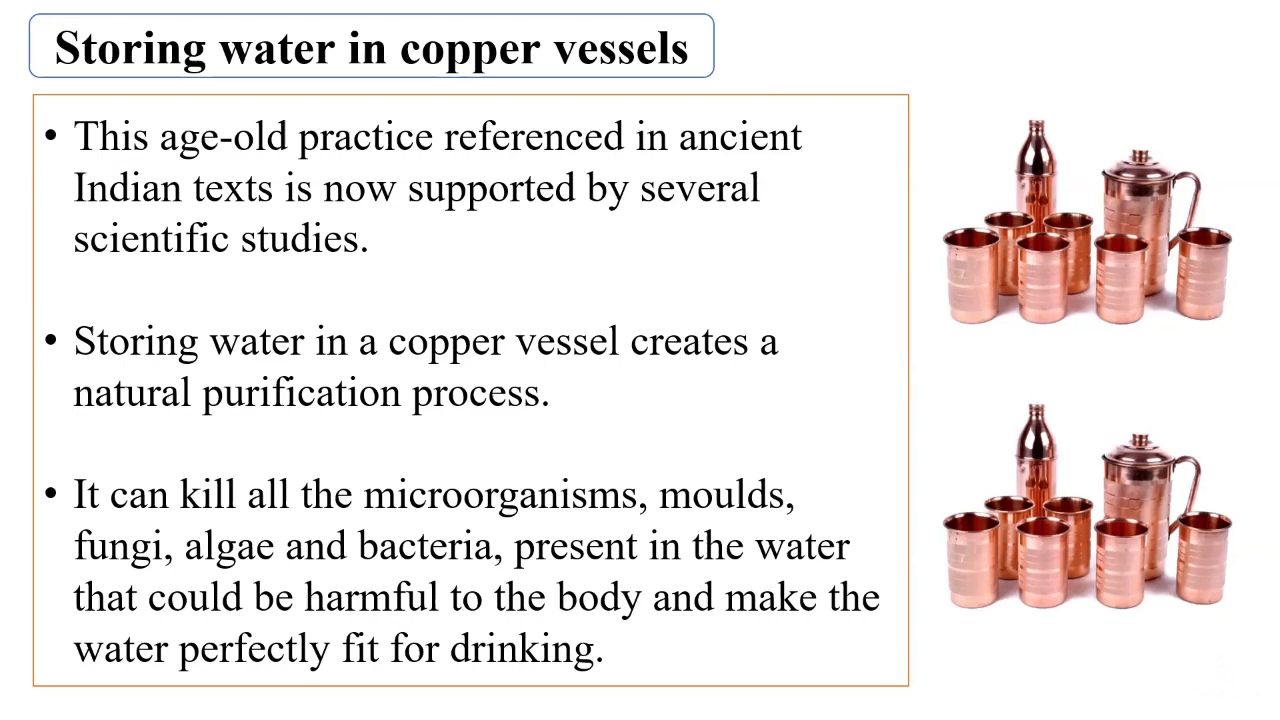 Storing water in copper vessels
• This age-old practice referenced in ancient
Indian texts is now supported by several
scientific studies.
• Storing water in a copper vessel creates a
natural purification process.
• It can kill all the microorganisms, moulds,
fungi, algae and bacteria, present in the water
that could be harmful to the body and make the
water perfectly fit for drinking.